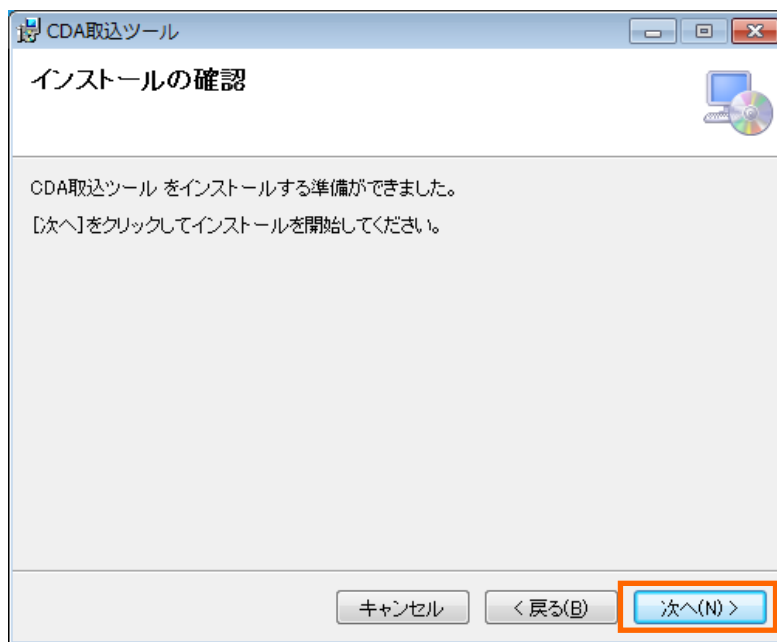 CDA取込ツール
インストールの確認
CDA取込ツール をインストールする準備ができました。
[次へ]をクリックしてインストールを開始してください。
キャンセル
< 戻る(B)
次へ(N) >